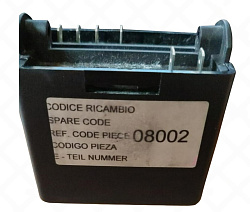 CODICE RICAMBIO
SPARE CODE
REF. CODE PIECE 08002
CODIGO PIEZA
E - TEIL NUMMER